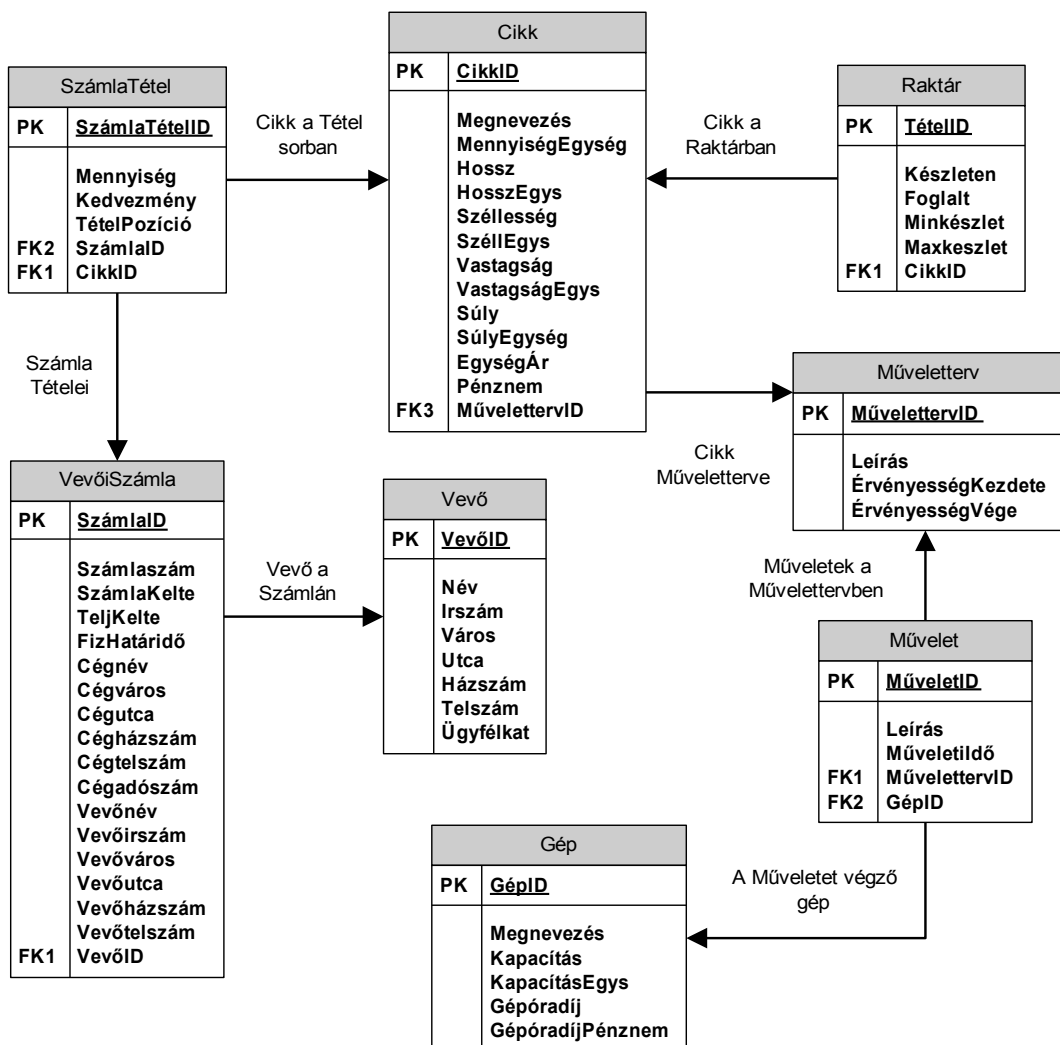 Cikk
PK CikkID
Megnevezés
MennyiségEgység
Hossz
HosszEgys
Széllesség
SzéllEgys
Vastagság
VastagságEgys
Súly
SúlyEgység
EgységÁr
Pénznem
FK3 MűvelettervID
SzámlaTétel
PK SzámlaTételID
Mennyiség
Kedvezmény
TételPozíció
FK2 SzámlaID
FK1 CikkID
Cikk a Tétel
sorban
Raktár
PK TételID
Készleten
Foglalt
Minkészlet
Maxkeszlet
FK1 CikkID
Cikk a
Raktárban
Számla
Tételei
Műveletterv
PK MűvelettervID
Leírás
ÉrvényességKezdete
ÉrvényességVége
Cikk
Műveletterve
VevőiSzámla
PK SzámlaID
Számlaszám
SzámlaKelte
TeljKelte
FizHatáridő
Cégnév
Cégváros
Cégutca
Cégházszám
Cégtelszám
Cégadószám
Vevőnév
Vevőirszám
Vevőváros
Vevőutca
Vevőházszám
Vevőtelszám
FK1 VevőID
Vevő a
Számlán
Vevő
PK VevőID
Név
Irszám
Város
Utca
Házszám
Telszám
Ügyfélkat
Műveletek a
Művelettervben
Művelet
PK MűveletID
Leírás
MűveletiIdő
FK1 MűvelettervID
FK2 GépID
Gép
PK GépID
Megnevezés
Kapacítás
KapacításEgys
Gépóradíj
GépóradíjPénznem
A Műveletet végző
gép